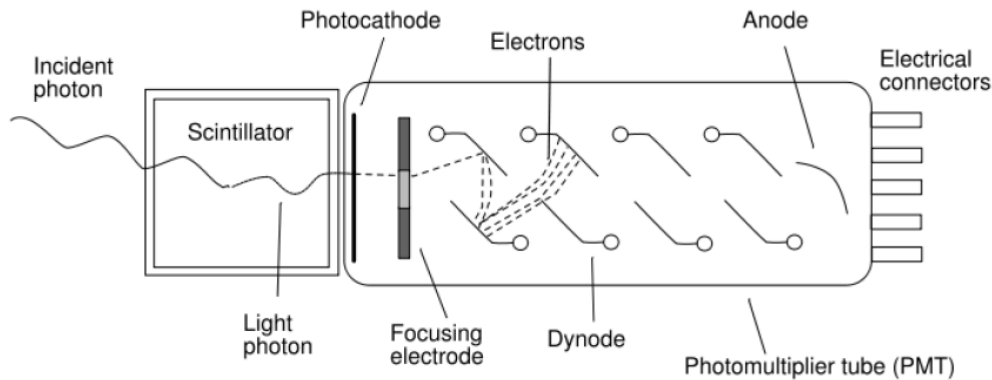 Photocathode
Anode
Electrons
Incident
photon
Electrical
connectors
Scintillator
Light
photon
Focusing
electrode
Dynode
Photomultiplier tube (PMT)